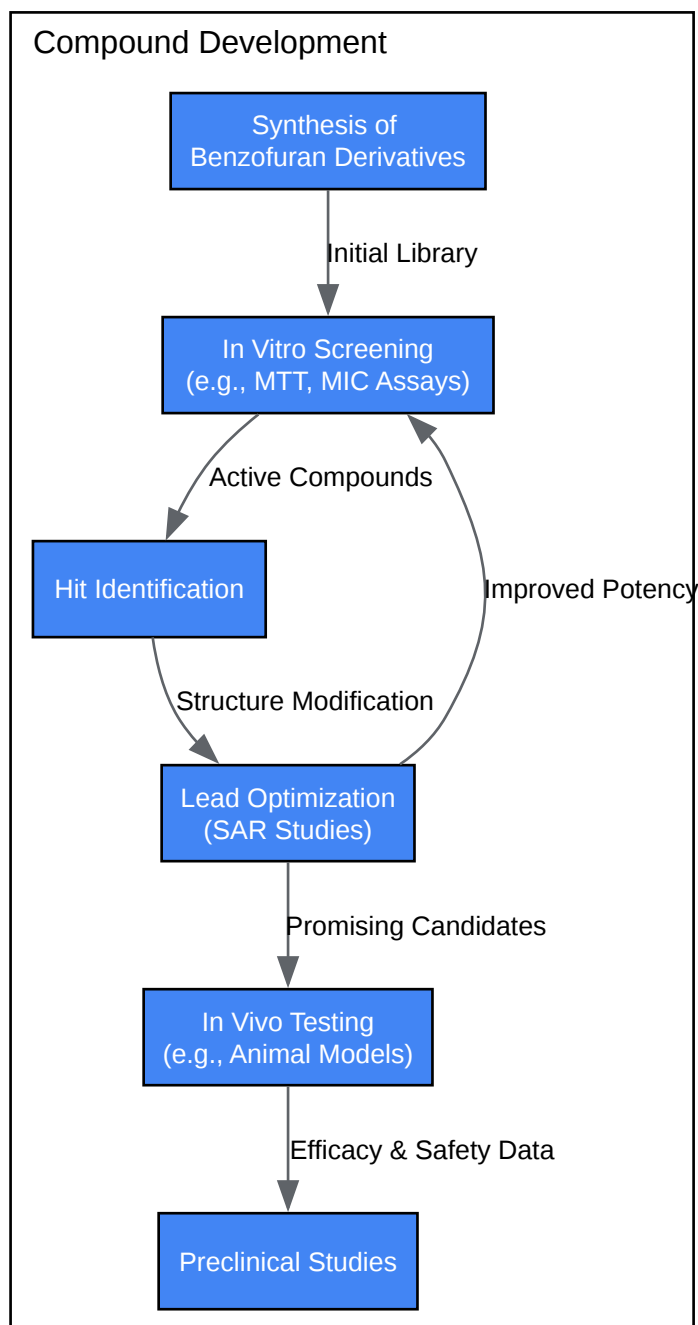 Compound Development
Synthesis of
Benzofuran Derivatives
Initial Library
In Vitro Screening
(e.g., MTT, MIC Assays)
Active Compounds
Hit Identification
Improved Potency
Structure Modification
Lead Optimization
(SAR Studies)
Promising Candidates
In Vivo Testing
(e.g., Animal Models)
Efficacy & Safety Data
Preclinical Studies